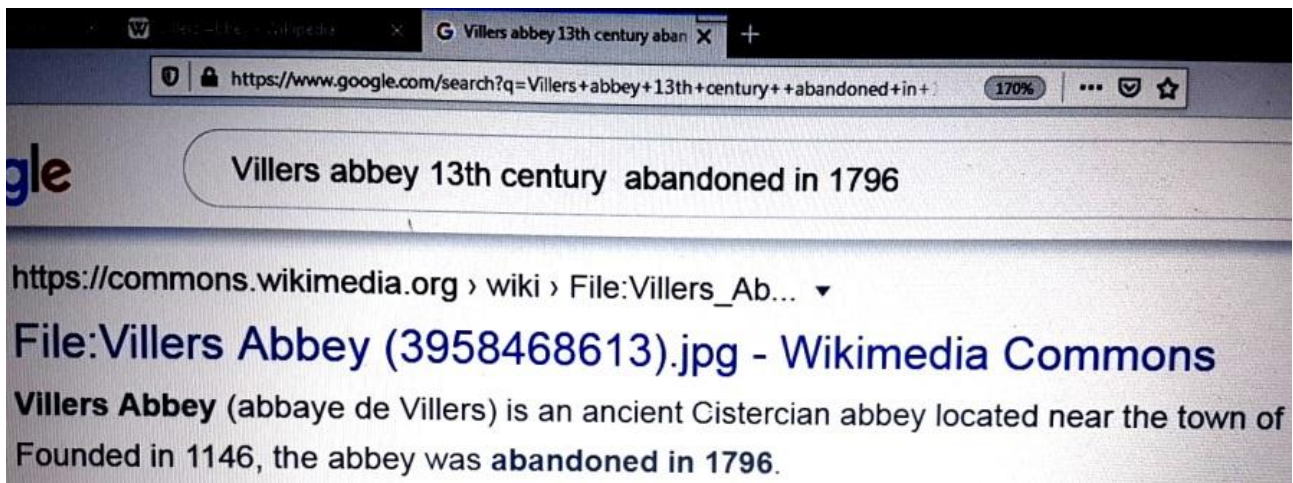 Villers abbey 13th century aban
https://www.google.com/search?q=Villers+abbey+13th+century++abandoned+in+
170%
gle
Villers abbey 13th century  abandoned in 1796
https://commons.wikimedia.org › wiki › File:Villers_Ab...
File:Villers Abbey (3958468613).jpg - Wikimedia Commons
Villers Abbey (abbaye de Villers) is an ancient Cistercian abbey located near the town of
Founded in 1146, the abbey was abandoned in 1796.